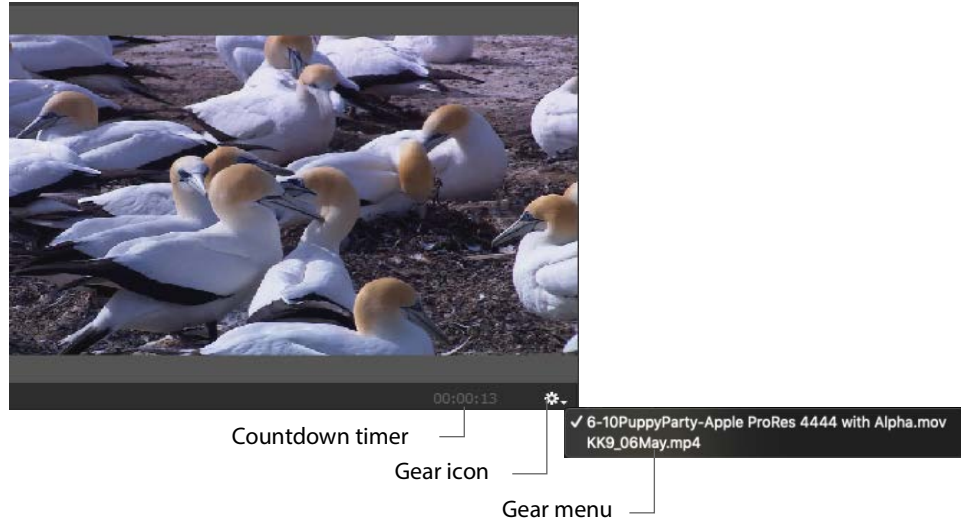 00:00:13
✓ 6-10PuppyParty-Apple ProRes 4444 with Alpha.mov
KK9_06May.mp4
Countdown timer
Gear icon
Gear menu